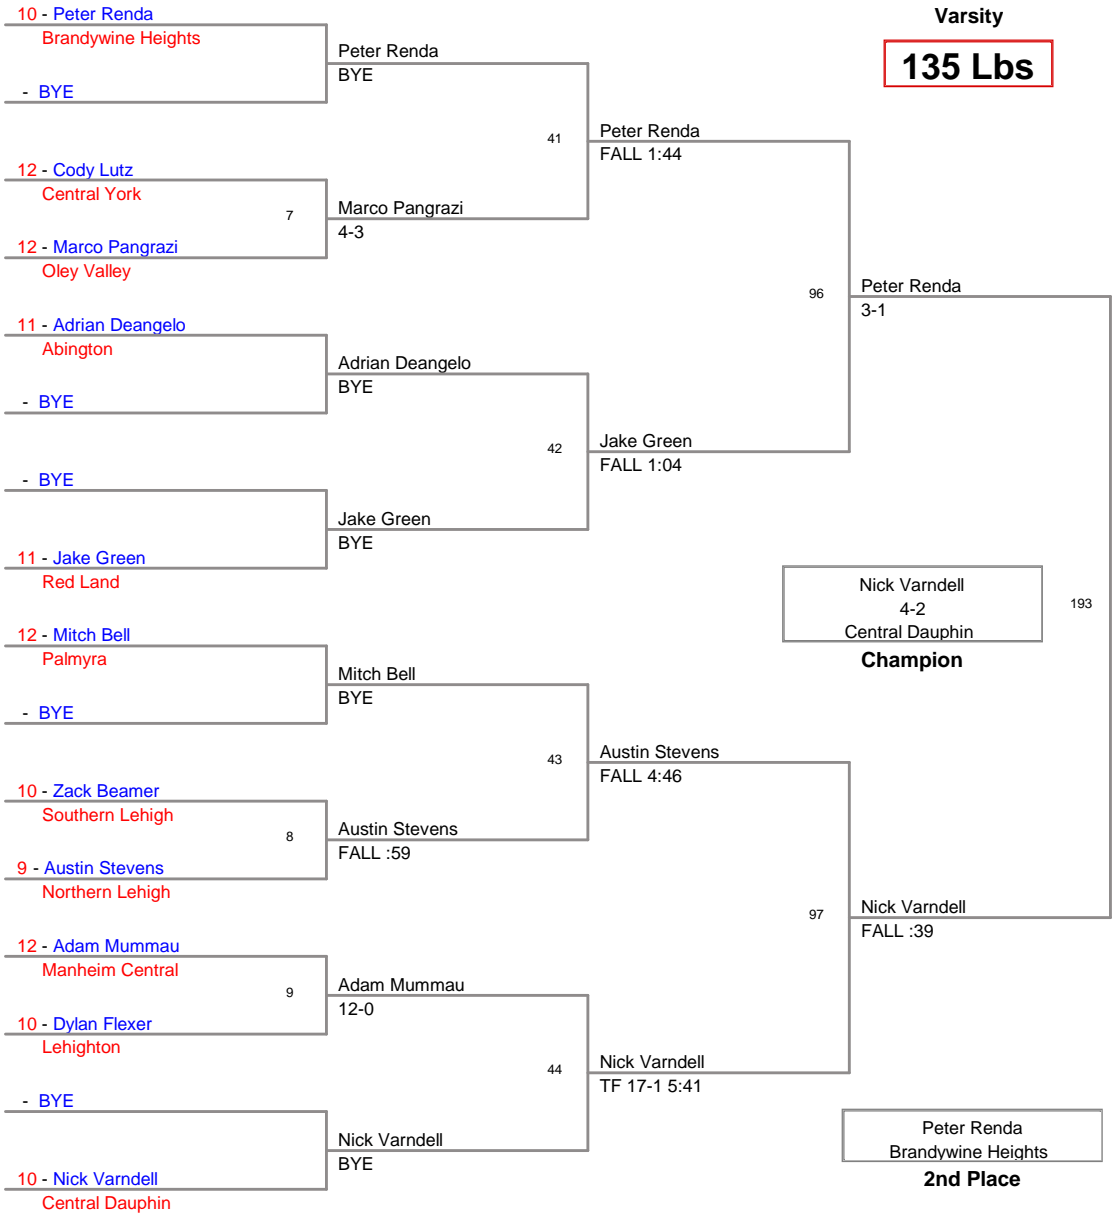 Varsity
135 Lbs
10 - Peter Renda
Brandywine Heights
- BYE
12 - Cody Lutz
Central York
7
12 - Marco Pangrazi
Oley Valley
11 - Adrian Deangelo
Abington
- BYE
- BYE
11 - Jake Green
Red Land
12 - Mitch Bell
Palmyra
- BYE
10 - Zack Beamer
Southern Lehigh
8
9 - Austin Stevens
Northern Lehigh
12 - Adam Mummau
Manheim Central
9
10 - Dylan Flexer
Lehighton
- BYE
10 - Nick Varndell
Central Dauphin
Peter Renda
BYE
41
Marco Pangrazi
4-3
Adrian Deangelo
BYE
42
Jake Green
BYE
Mitch Bell
BYE
43
Austin Stevens
FALL :59
Adam Mummau
12-0
44
Nick Varndell
BYE
Peter Renda
FALL 1:44
96
Jake Green
FALL 1:04
Austin Stevens
FALL 4:46
97
Nick Varndell
TF 17-1 5:41
Peter Renda
3-1
193
Nick Varndell
FALL :39
Nick Varndell
4-2
Central Dauphin
Champion
Peter Renda
Brandywine Heights
2nd Place